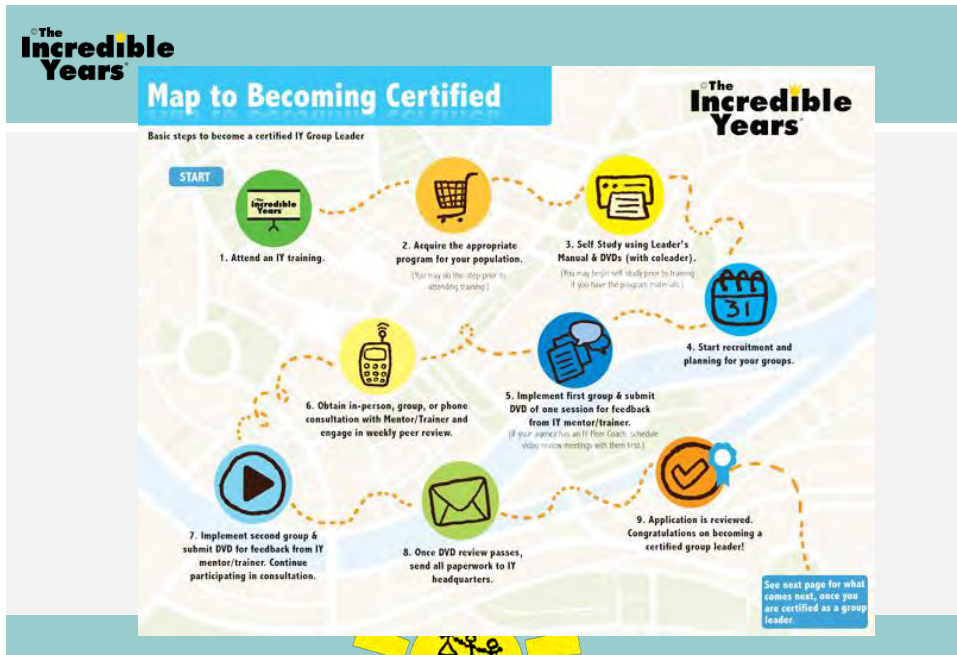 ©The
Incredible
Years®
Map to Becoming Certified
©The
Incredible
Years®
Basic steps to become a certified IY Group Leader
START
The
Incredible
Years
1. Attend an IY training.
2. Acquire the appropriate
program for your population.
(You may do this step prior to
attending training.)
3. Self Study using Leader's
Manual & DVDs (with coleader).
(You may begin self study prior to training
if you have the program materials.)
31
4. Start recruitment and
planning for your groups.
5. Implement first group & submit
DVD of one session for feedback
from IY mentor/trainer.
(If your agency has an IY Peer Coach, schedule
video review meetings with them first.)
6. Obtain in-person, group, or phone
consultation with Mentor/Trainer and
engage in weekly peer review.
7. Implement second group &
submit DVD for feedback from IY
mentor/trainer. Continue
participating in consultation.
8. Once DVD review passes,
send all paperwork to IY
headquarters.
9. Application is reviewed.
Congratulations on becoming a
certified group leader!
See next page for what
comes next, once you
are certified as a group
leader.